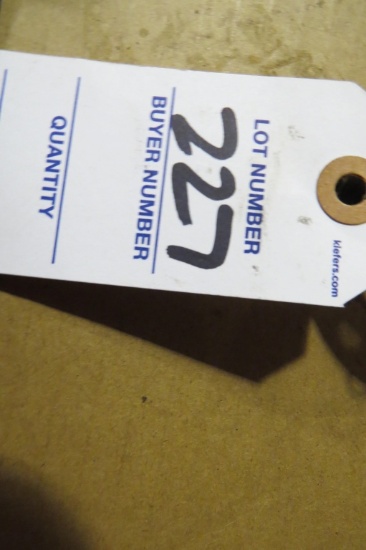 kiefers.com
LOT NUMBER
227
BUYER NUMBER
QUANTITY